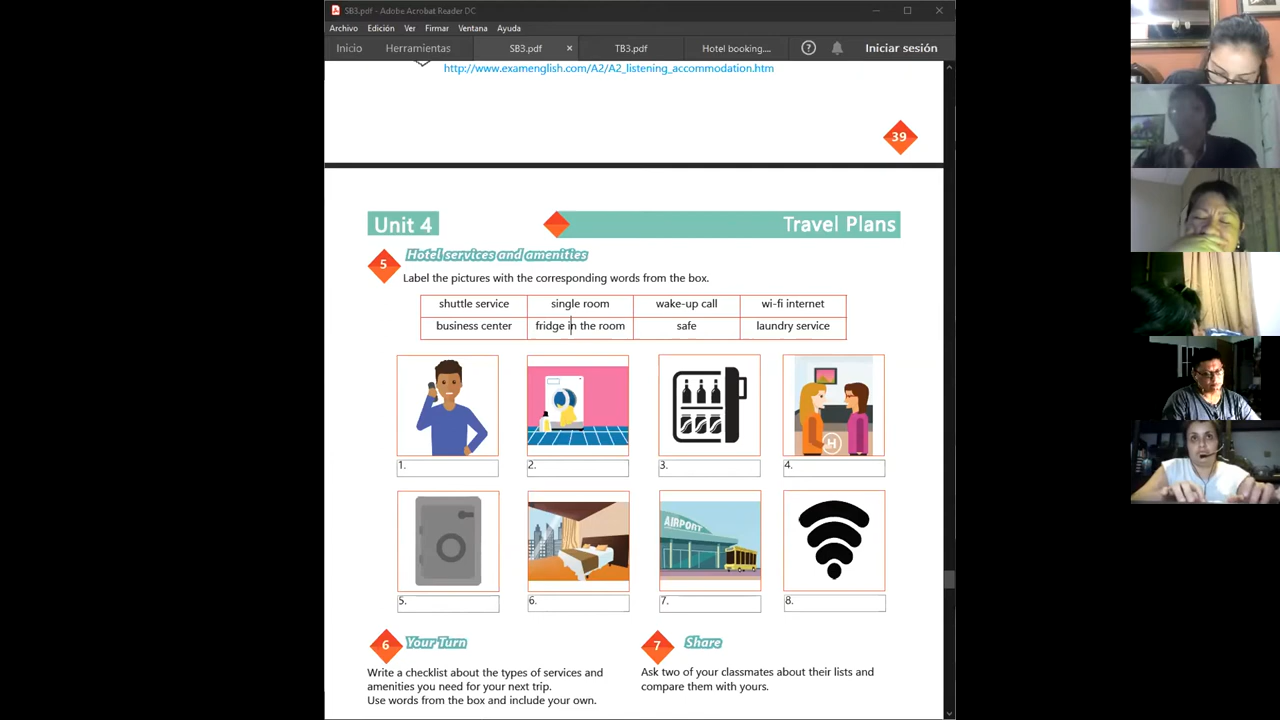 SB3.pdf - Adobe Acrobat Reader DC
Archivo Edición Ver Firmar Ventana Ayuda
Inicio Herramientas SB3.pdf × TB3.pdf Hotel booking.... ? Iniciar sesión
http://www.examenglish.com/A2/A2_listening_accommodation.htm
39
Unit 4 Travel Plans
5 Hotel services and amenities
Label the pictures with the corresponding words from the box.
shuttle service single room wake-up call wi-fi internet
business center fridge in the room safe laundry service
H
1. 2. 3. 4.
AIRPORT
5. 6. 7. 8.
6 Your Turn 7 Share
Write a checklist about the types of services and
amenities you need for your next trip.
Use words from the box and include your own.
Ask two of your classmates about their lists and
compare them with yours.